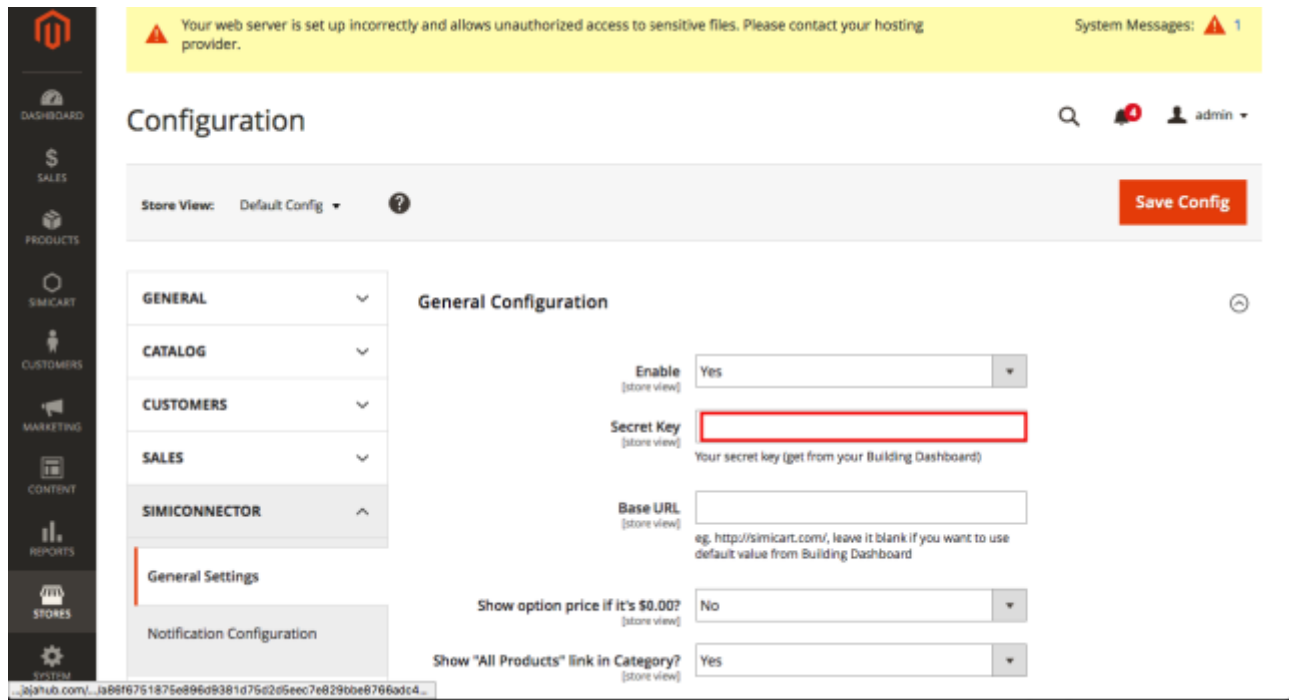 Your web server is set up incorrectly and allows unauthorized access to sensitive files. Please contact your hosting
provider.
System Messages: 1
Configuration
4
admin
Store View: Default Config
?
Save Config
DASHBOARD
$
SALES
PRODUCTS
SIMICART
CUSTOMERS
MARKETING
CONTENT
REPORTS
STORES
SYSTEM
GENERAL
CATALOG
CUSTOMERS
SALES
SIMICONNECTOR
General Settings
Notification Configuration
General Configuration
Enable
[store view]
Yes
Secret Key
[store view]
Your secret key (get from your Building Dashboard)
Base URL
[store view]
eg. http://simicart.com/, leave it blank if you want to use
default value from Building Dashboard
Show option price if it's $0.00?
[store view]
No
Show "All Products" link in Category?
[store view]
Yes